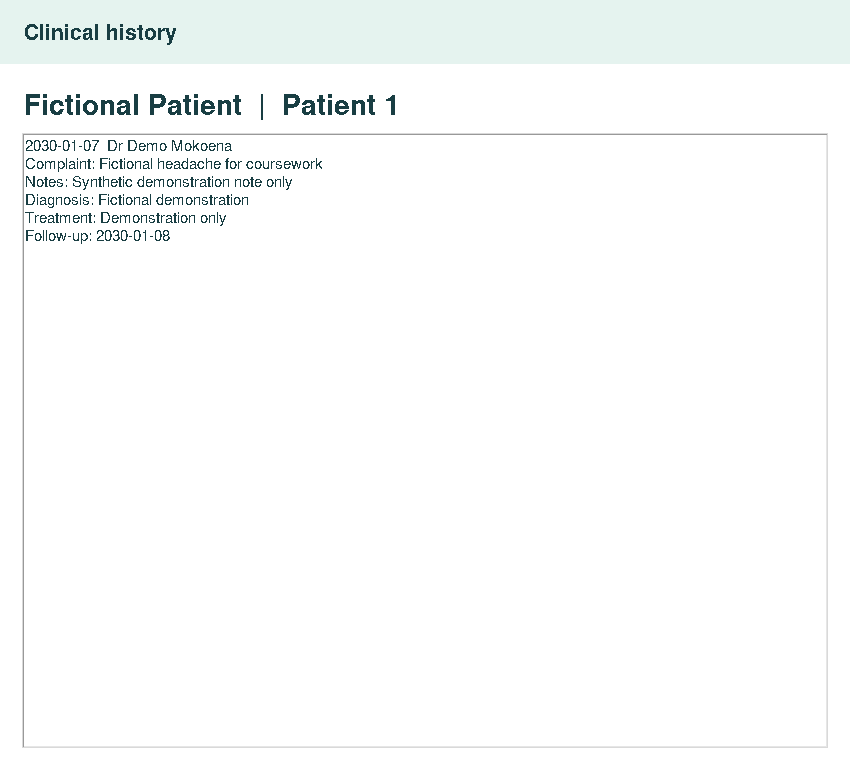 Clinical history
Fictional Patient | Patient 1
2030-01-07 Dr Demo Mokoena
Complaint: Fictional headache for coursework
Notes: Synthetic demonstration note only
Diagnosis: Fictional demonstration
Treatment: Demonstration only
Follow-up: 2030-01-08